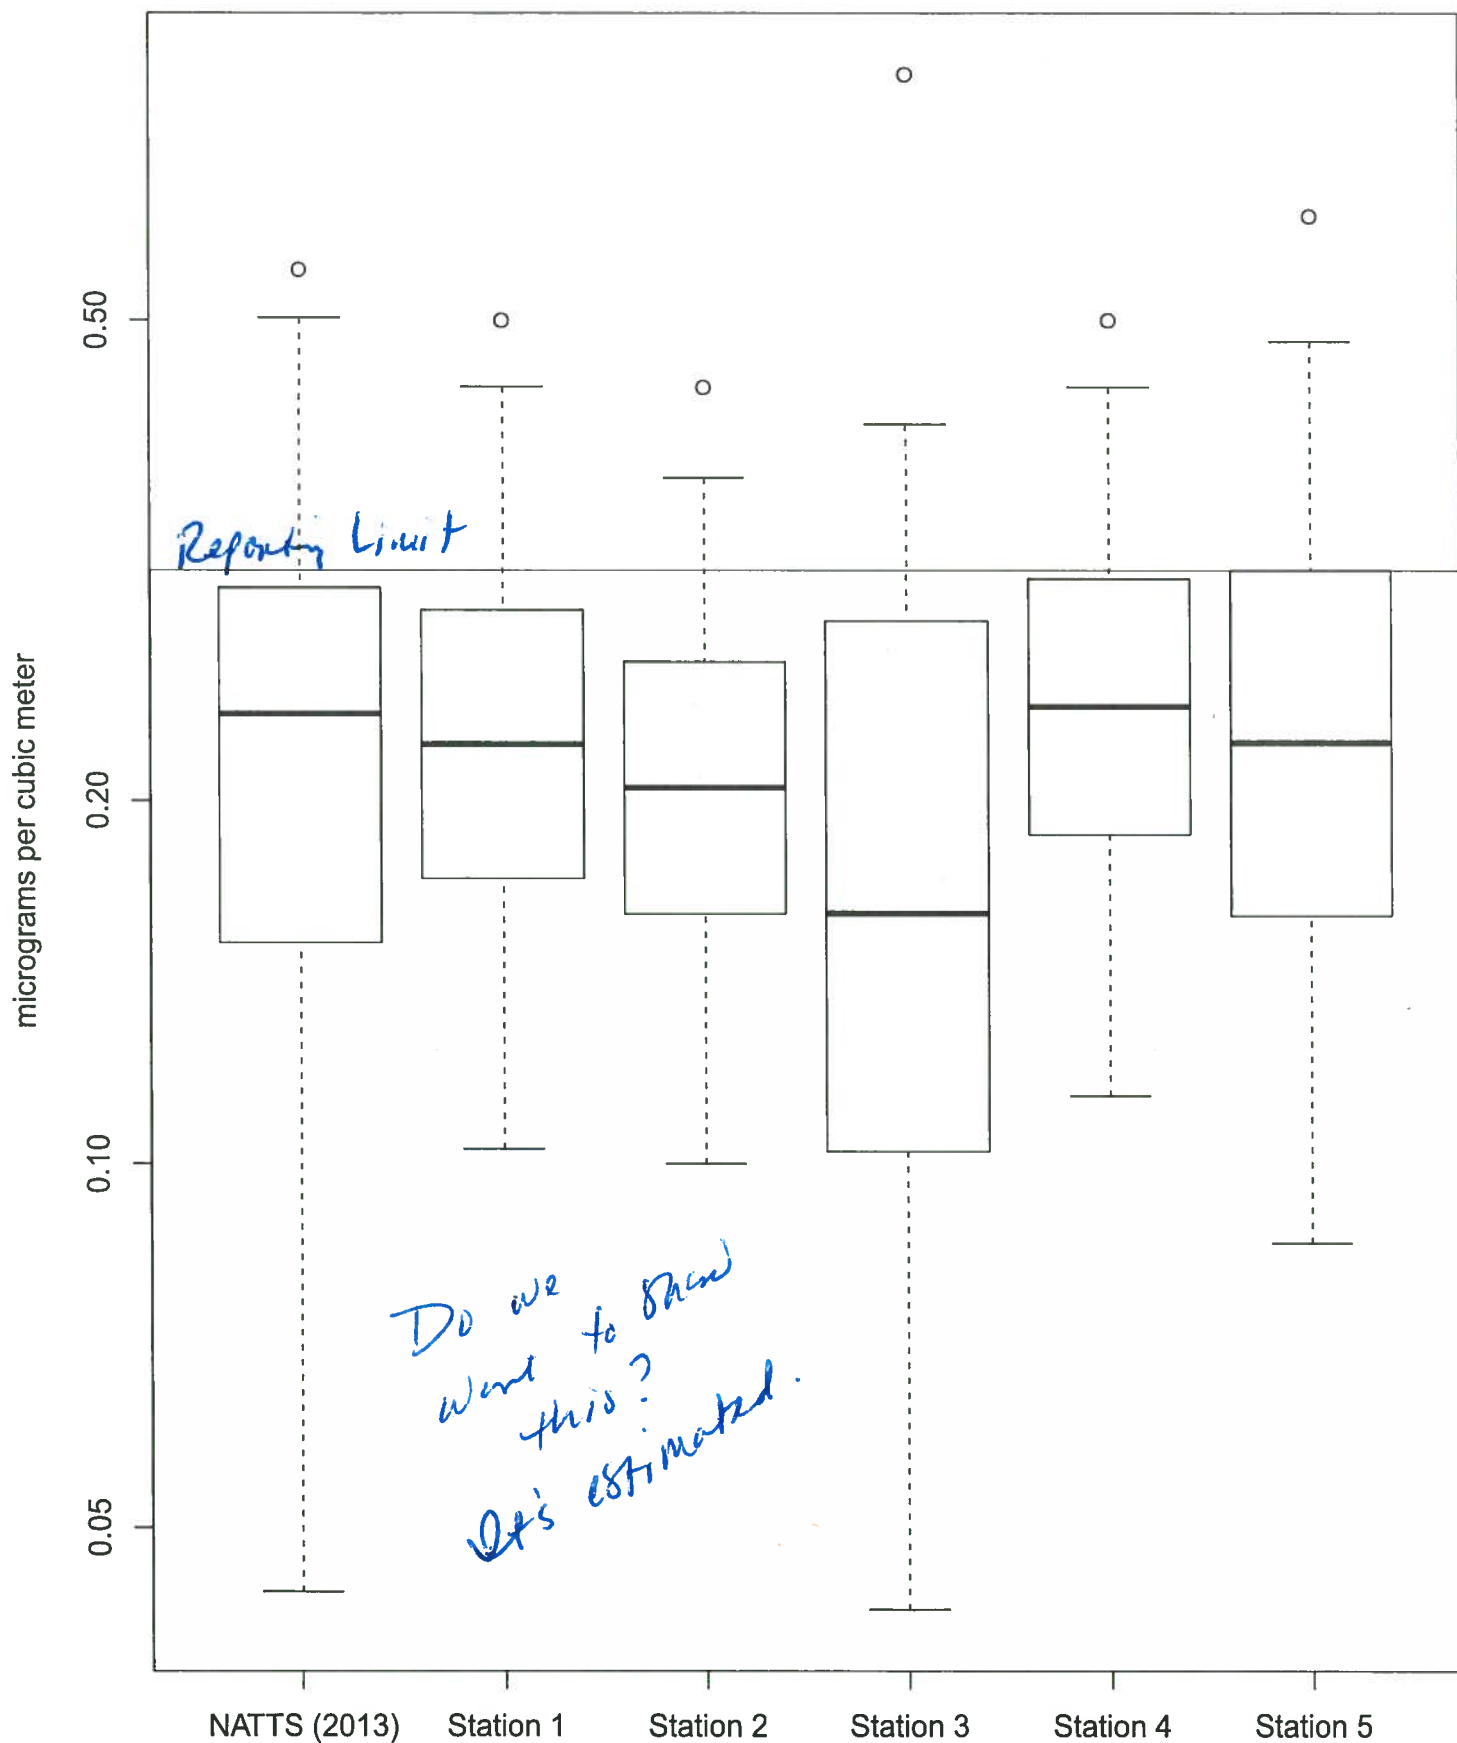 0.50
Reporting Limit
micrograms per cubic meter
0.20
0.10
Do we
want to show
this?
It's estimated.
0.05
NATTS (2013) Station 1 Station 2 Station 3 Station 4 Station 5